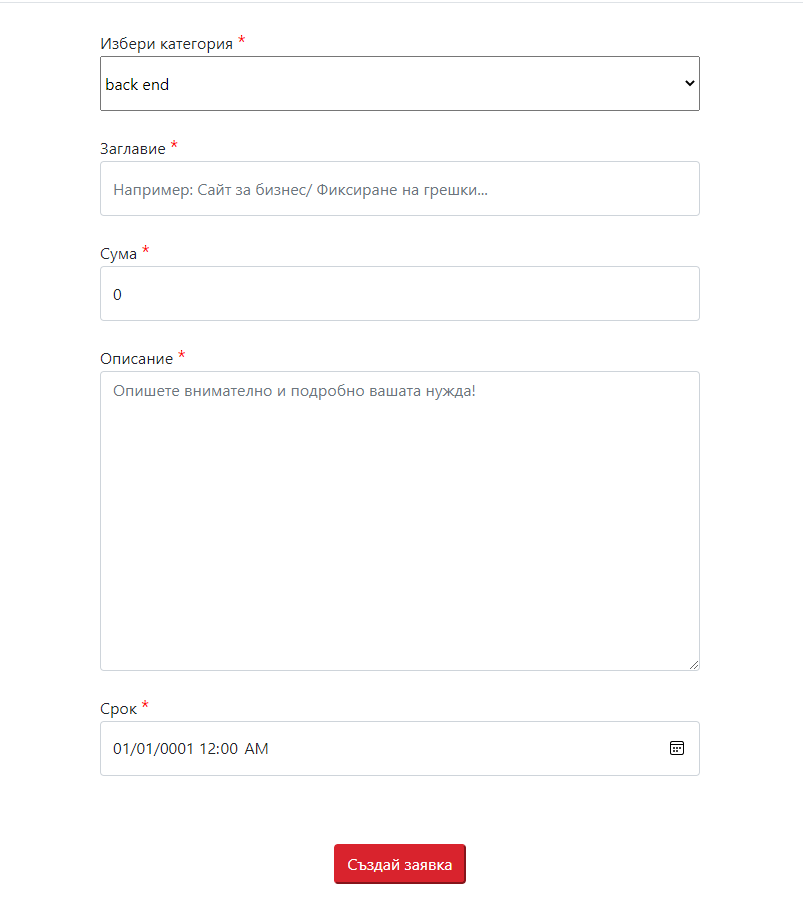 Избери категория *
back end
Заглавие *
Например: Сайт за бизнес/ Фиксиране на грешки...
Сума *
0
Описание *
Опишете внимателно и подробно вашата нужда!
Срок *
01/01/0001 12:00 AM
Създай заявка